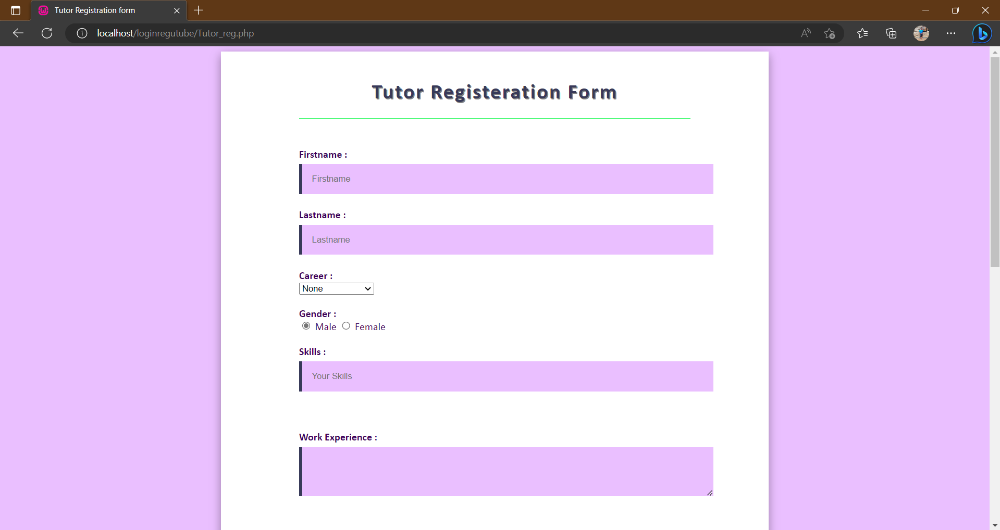 Tutor Registration form
localhost/loginregutube/Tutor_reg.php
Tutor Registeration Form
Firstname :
Firstname
Lastname :
Lastname
Career :
None
Gender :
Male Female
Skills :
Your Skills
Work Experience :